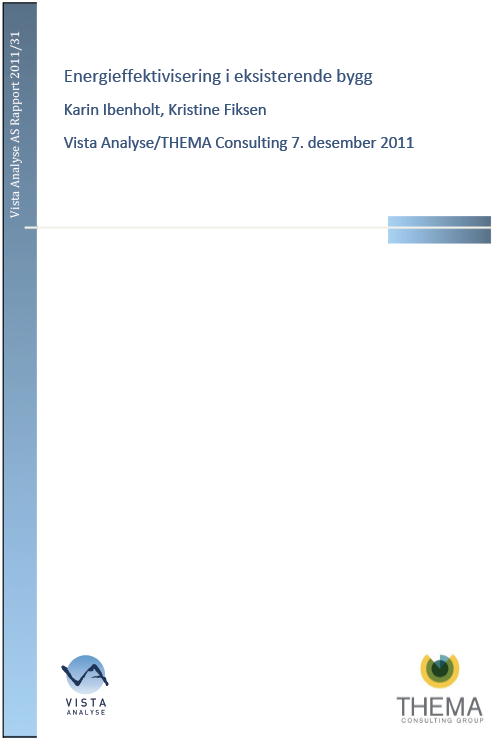 Vista Analyse AS Rapport 2011/31
Energieffektivisering i eksisterende bygg
Karin Ibenholt, Kristine Fiksen
Vista Analyse/THEMA Consulting 7. desember 2011
VISTA
ANALYSE
THEMA
CONSULTING GROUP